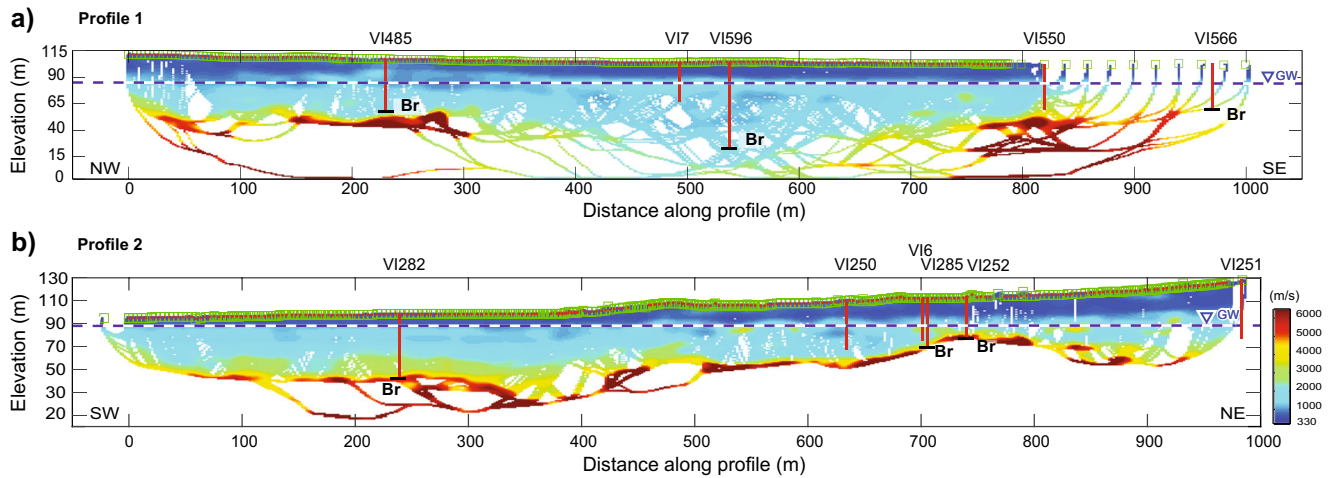 a)
Profile 1
VI485 VI7 VI596 VI550 VI566
Elevation (m)
115
90
65
40
15
0
Br
Br
Br
GW
NW
SE
0 100 200 300 400 500 600 700 800 900 1000
Distance along profile (m)
b)
Profile 2
VI6
VI282 VI250 VI285 VI252 VI251
Elevation (m)
130
110
90
70
50
30
20
Br
Br
Br
GW
SW
NE
0 100 200 300 400 500 600 700 800 900 1000
Distance along profile (m)
(m/s)
6000
5000
4000
3000
2000
1000
330